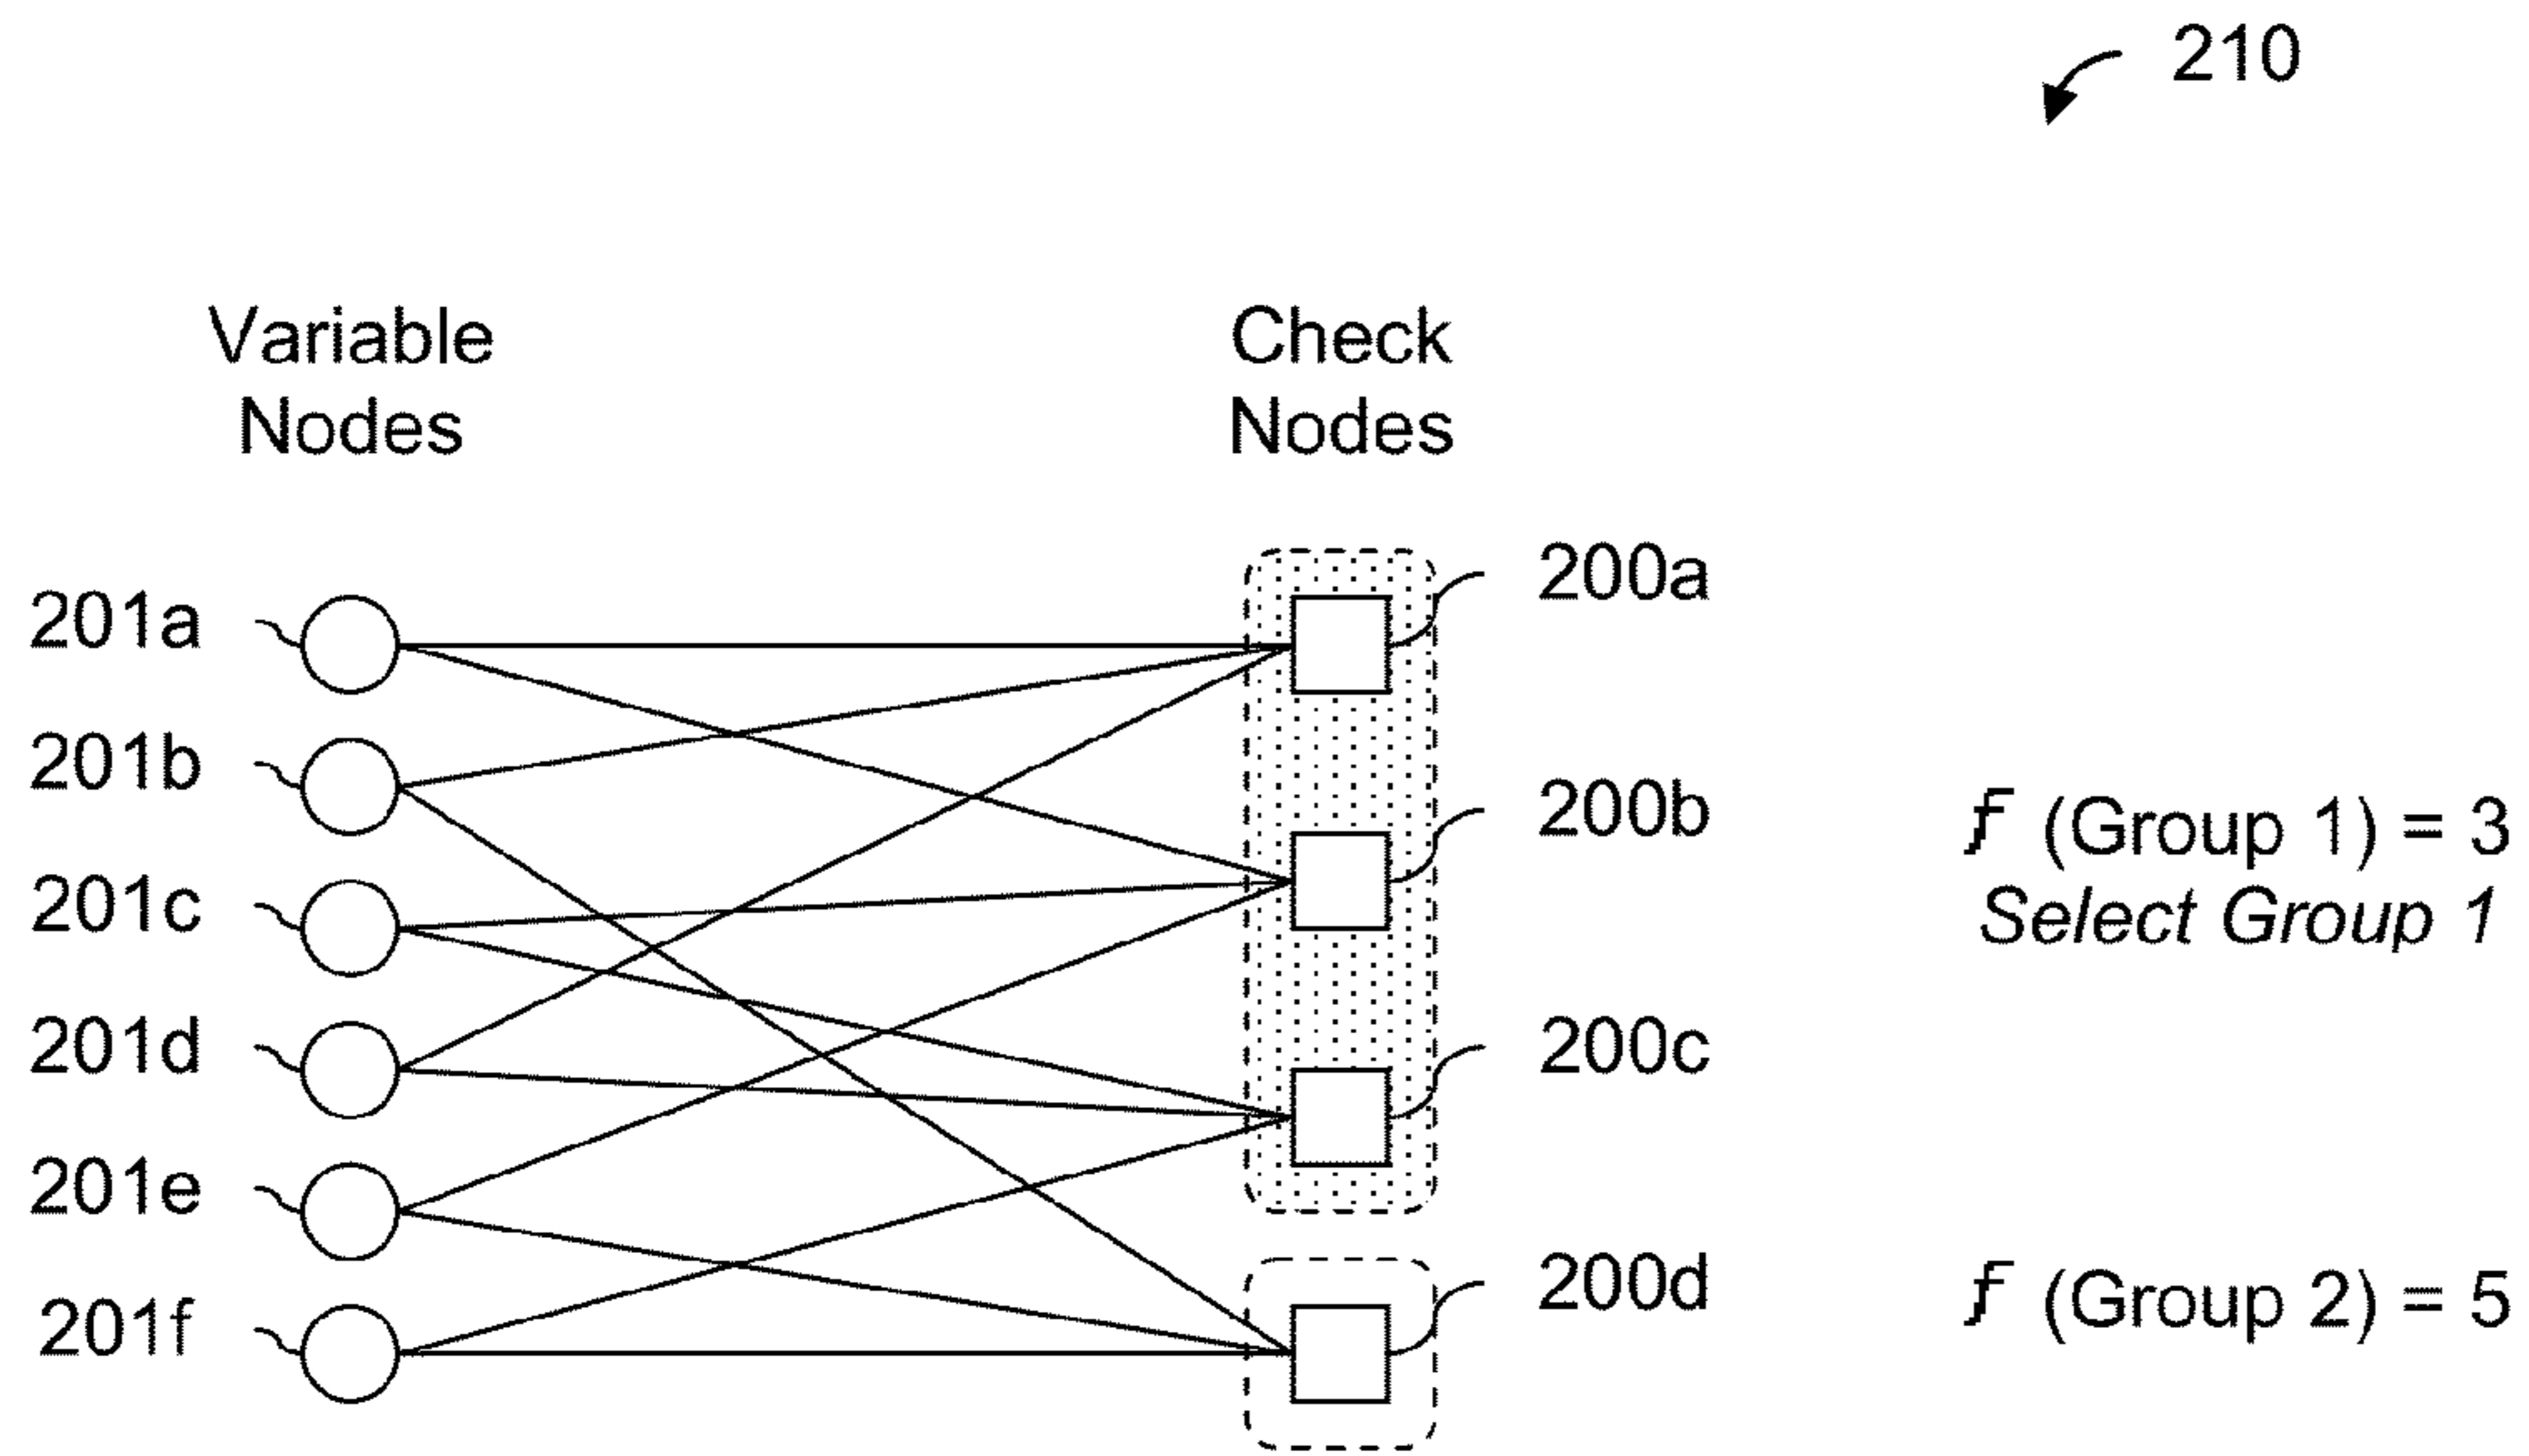 210
Variable
Nodes
Check
Nodes
201a
200a
201b
200b
ƒ (Group 1) = 3
Select Group 1
201c
201d
200c
201e
201f
200d
ƒ (Group 2) = 5